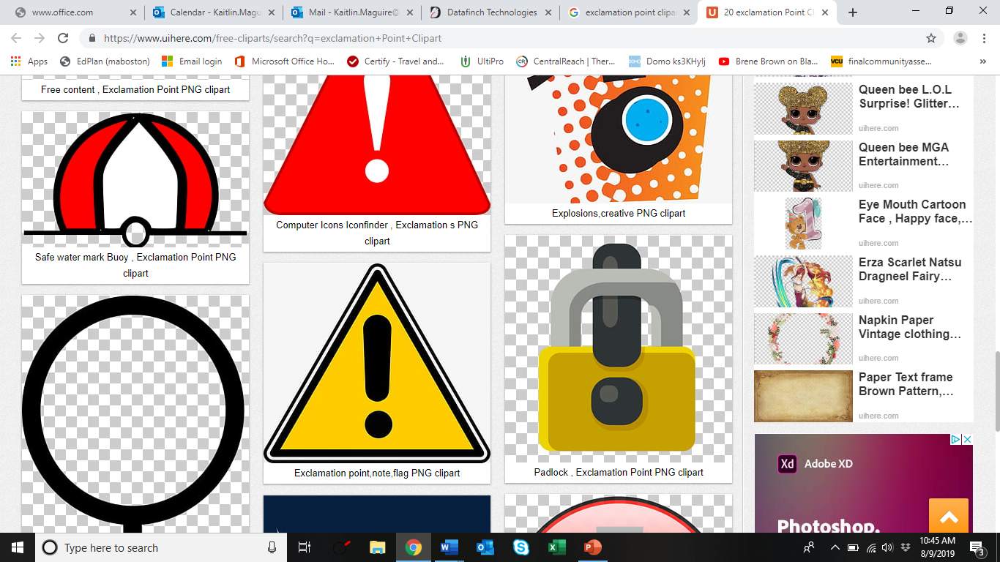 www.office.com
Calendar - Kaitlin.Magu
Mail - Kaitlin.Maguire@
Datafinch Technologies
exclamation point clipa
20 exclamation Point Cl
https://www.uihere.com/free-cliparts/search?q=exclamation+Point+Clipart
Apps
EdPlan (maboston)
Email login
Microsoft Office Ho...
Certify - Travel and...
UltiPro
CentralReach | Ther...
Domo ks3KHylj
Brene Brown on Bla...
finalcommunityasse...
Free content , Exclamation Point PNG clipart
Safe water mark Buoy , Exclamation Point PNG
clipart
Computer Icons Iconfinder , Exclamation s PNG
clipart
Exclamation point,note,flag PNG clipart
Explosions,creative PNG clipart
Padlock , Exclamation Point PNG clipart
Queen bee L.O.L
Surprise! Glitter…
uihere.com
Queen bee MGA
Entertainment…
uihere.com
Eye Mouth Cartoon
Face , Happy face,…
uihere.com
Erza Scarlet Natsu
Dragneel Fairy…
uihere.com
Napkin Paper
Vintage clothing…
uihere.com
Paper Text frame
Brown Pattern,…
uihere.com
Xd Adobe XD
Photoshop.
Type here to search
10:45 AM
8/9/2019
3